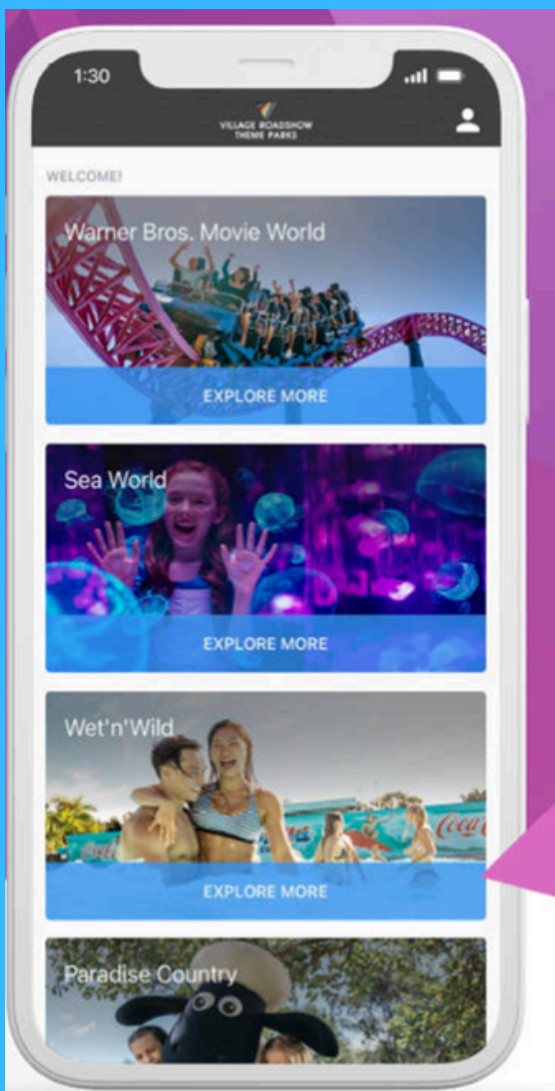 1:30
VILLAGE ROADSHOW
THEME PARKS
WELCOME!
Warner Bros. Movie World
EXPLORE MORE
Sea World
EXPLORE MORE
Wet'n'Wild
Coca
EXPLORE MORE
Paradise Country